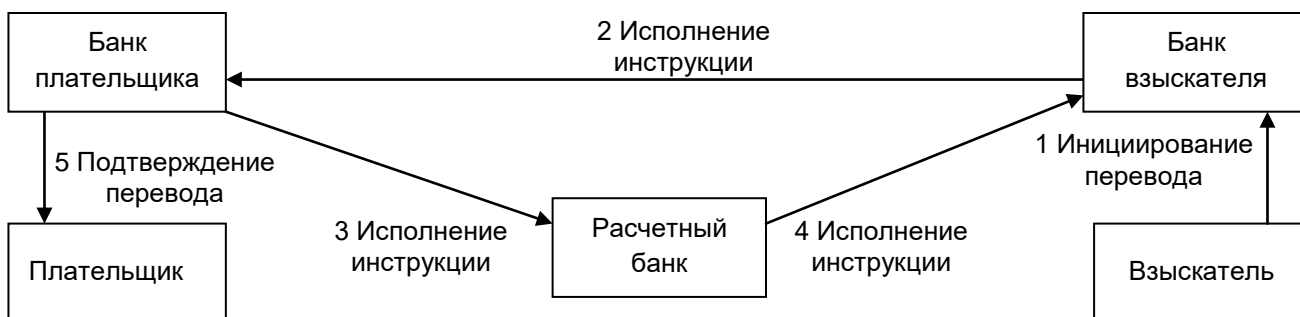 Банк
плательщика
2 Исполнение
инструкции
Банк
взыскателя
5 Подтверждение
перевода
1 Инициирование
перевода
3 Исполнение
инструкции
Расчетный
банк
4 Исполнение
инструкции
Плательщик
Взыскатель